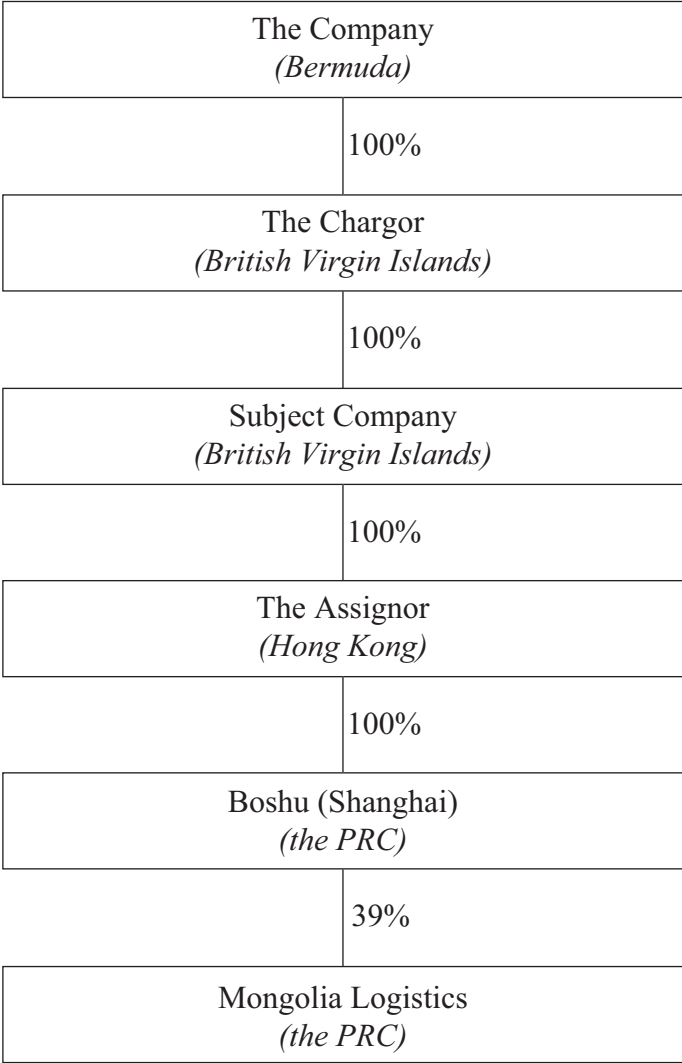 The Company
(Bermuda)
100%
The Chargor
(British Virgin Islands)
100%
Subject Company
(British Virgin Islands)
100%
The Assignor
(Hong Kong)
100%
Boshu (Shanghai)
(the PRC)
39%
Mongolia Logistics
(the PRC)